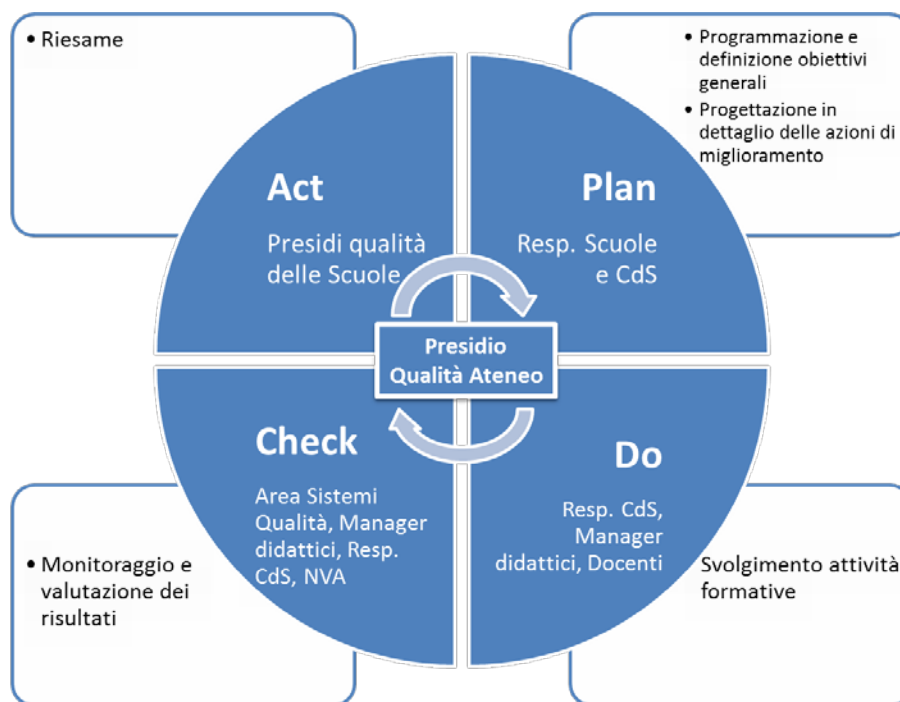 • Riesame
• Programmazione e
definizione obiettivi
generali
• Progettazione in
dettaglio delle azioni di
miglioramento
Act
Presidi qualità
delle Scuole
Plan
Resp. Scuole
e CdS
Presidio
Qualità Ateneo
Check
Area Sistemi
Qualità, Manager
didattici, Resp.
CdS, NVA
Do
Resp. CdS,
Manager
didattici, Docenti
• Monitoraggio e
valutazione dei
risultati
Svolgimento attività
formative